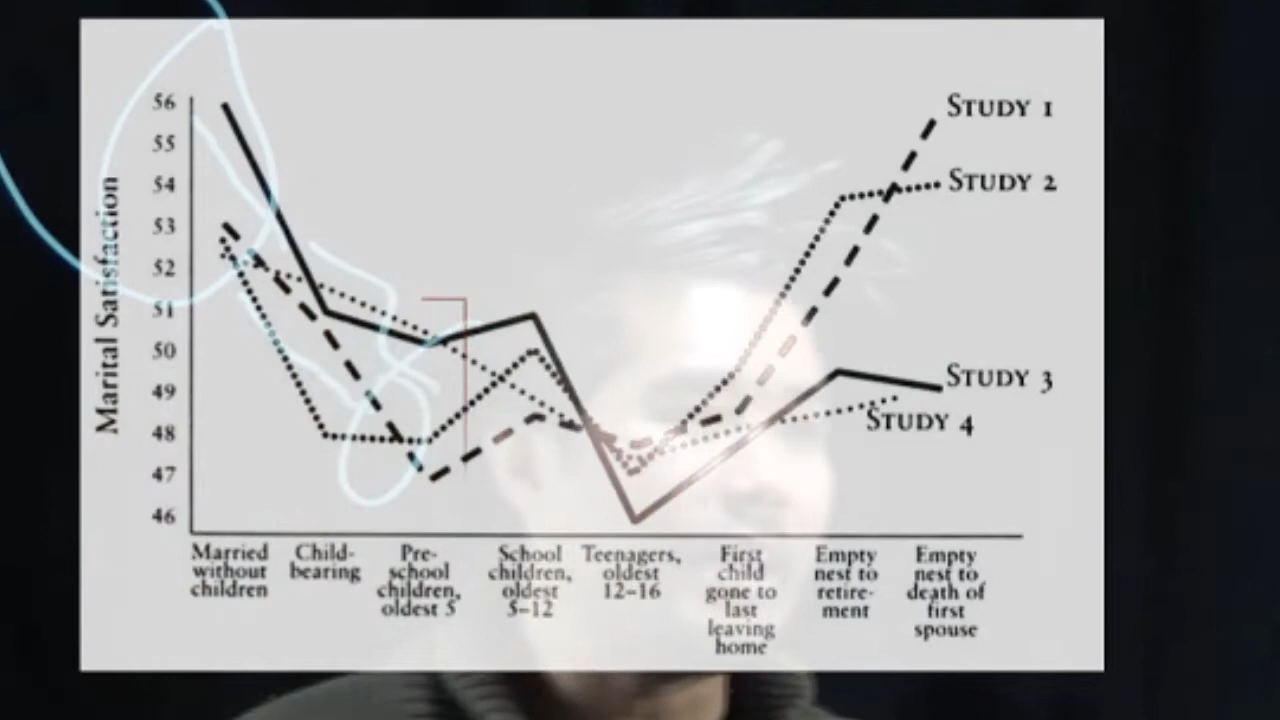 Marital Satisfaction
56
55
54
53
52
51
50
49
48
47
46
STUDY 1
STUDY 2
STUDY 3
STUDY 4
Married
without
children
Child-
bearing
Pre-
school
children,
oldest 5
School
children,
oldest
5–12
Teenagers,
oldest
12–16
First
child
gone to
last
leaving
home
Empty
nest to
retire-
ment
Empty
nest to
death of
first
spouse